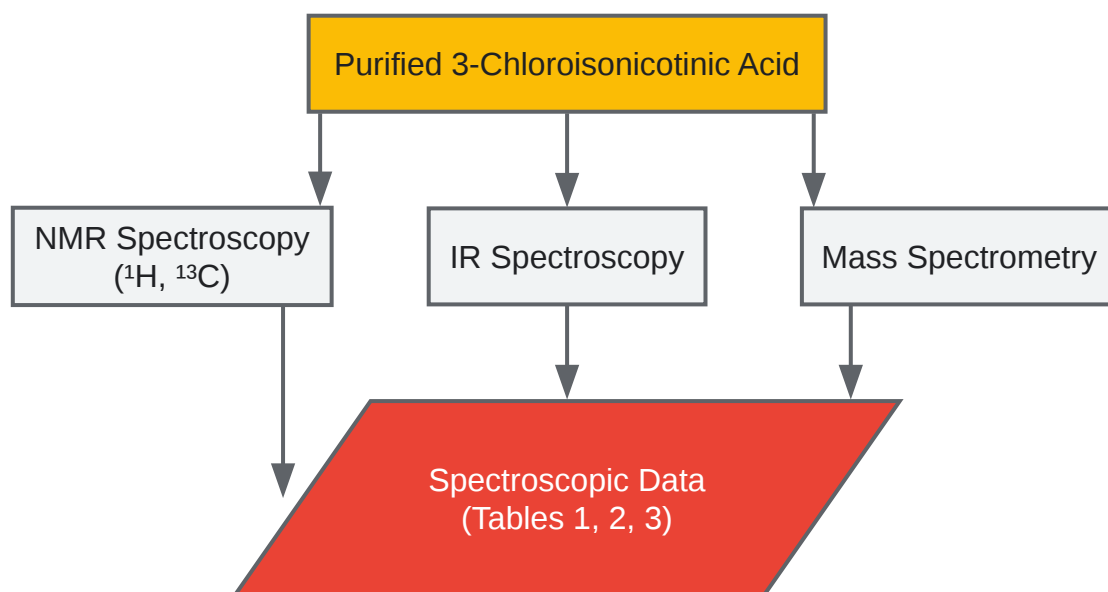 Purified 3-Chloroisonicotinic Acid
NMR Spectroscopy
(¹H, ¹³C)
IR Spectroscopy
Mass Spectrometry
Spectroscopic Data
(Tables 1, 2, 3)